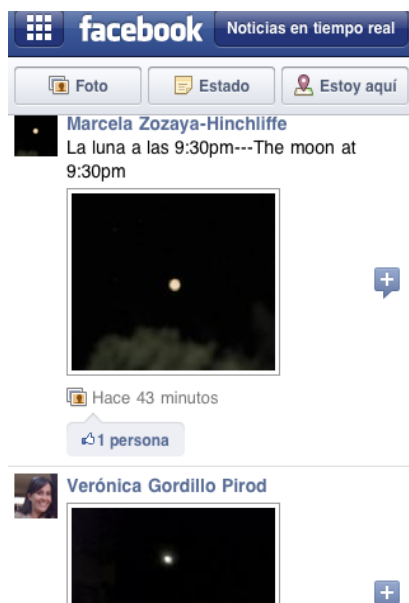 facebook Noticias en tiempo real
Foto Estado Estoy aquí
Marcela Zozaya-Hinchliffe
La luna a las 9:30pm---The moon at
9:30pm
Hace 43 minutos
1 persona
Verónica Gordillo Pirod